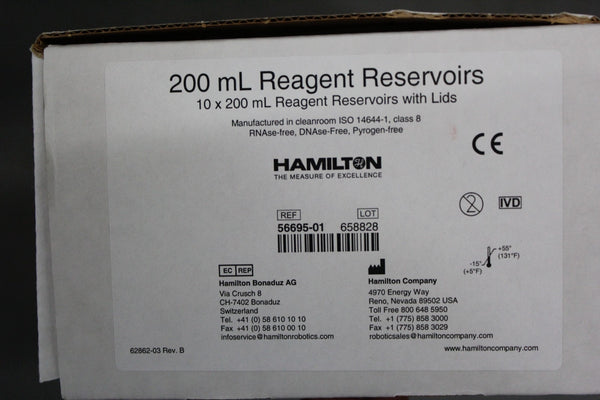 200 mL Reagent Reservoirs
10 x 200 mL Reagent Reservoirs with Lids
Manufactured in cleanroom ISO 14644-1, class 8
RNAse-free, DNAse-Free, Pyrogen-free
CE
HAMILTON
THE MEASURE OF EXCELLENCE
REF LOT
56695-01 658828
2 IVD
+55°
(131°F)
-15°
(+5°F)
EC REP
Hamilton Bonaduz AG
Via Crusch 8
CH-7402 Bonaduz
Switzerland
Tel. +41 (0) 58 610 10 10
Fax +41 (0) 58 610 00 10
infoservice@hamiltonrobotics.com
Hamilton Company
4970 Energy Way
Reno, Nevada 89502 USA
Toll Free 800 648 5950
Tel. +1 (775) 858 3000
Fax +1 (775) 858 3029
roboticsales@hamiltoncompany.com
62862-03 Rev. B
www.hamiltoncompany.com